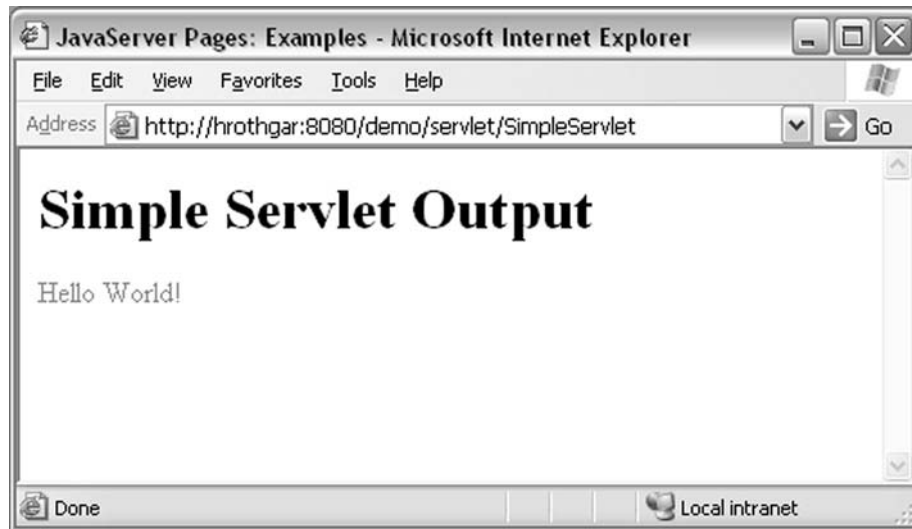 JavaServer Pages: Examples - Microsoft Internet Explorer
File Edit View Favorites Tools Help
Address http://hrothgar:8080/demo/servlet/SimpleServlet Go
Simple Servlet Output
Hello World!
Done Local intranet